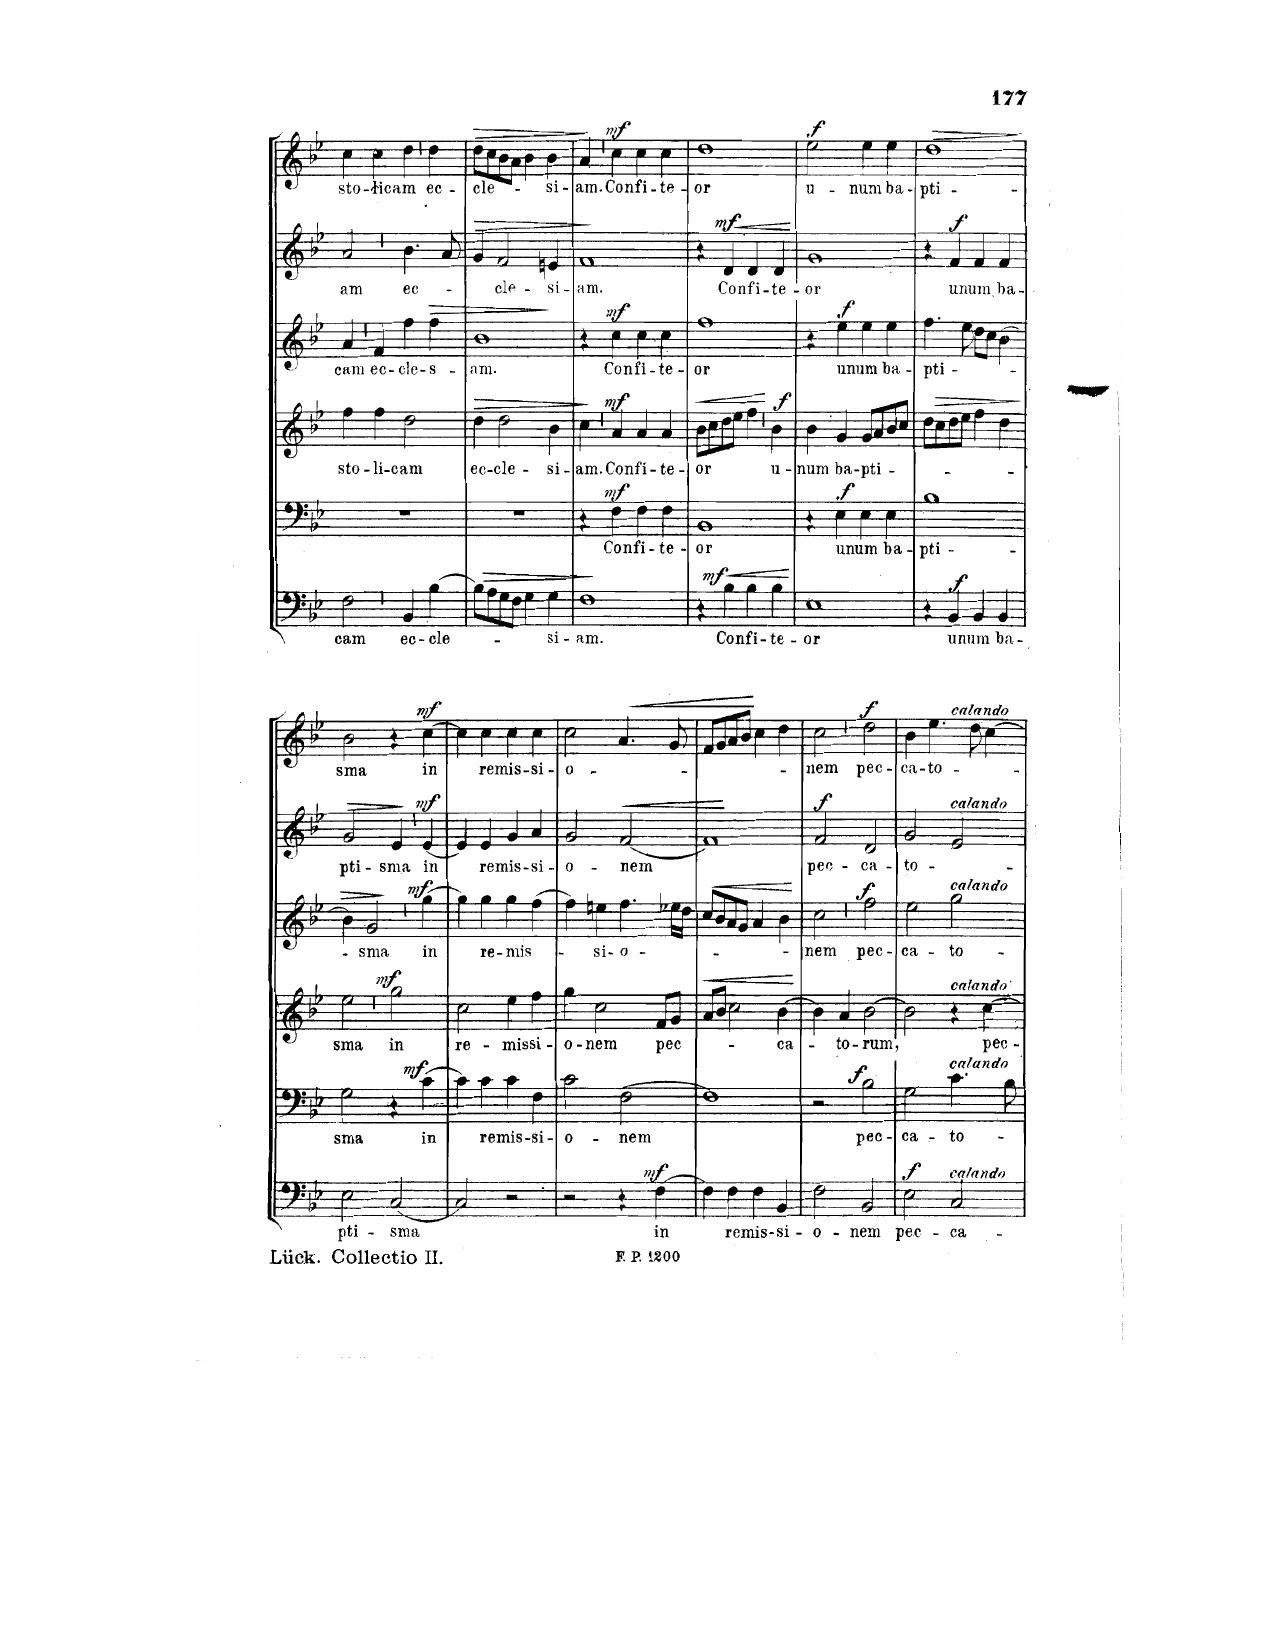 177
mf f
sto-licam ec- cle - si-am. Confi-te-or u - num ba-pti - -
mf f
am ec - cle - si-am. Confi-te-or unum ba-
mf f
cam ec-cle-s - am. Confi-te-or unum ba-pti - -
mf f
sto-li-cam ec-cle - si-am. Confi-te-or u-num ba-pti - - -
mf f
Confi-te-or unum ba-pti - -
mf f
cam ec-cle - si-am. Confi-te-or unum ba-
mf f calando
sma in remis-si-o - - - nem pec-ca-to - -
mf f calando
pti-sma in remis-si-o - nem pec - ca-to - -
mf f calando
- sma in re-mis - si-o - - - nem pec-ca - to -
mf calando
sma in re - missi-o-nem pec - ca - to-rum, pec-
mf f calando
sma in remis-si-o - nem pec-ca - to -
mf f calando
pti - sma in remis-si-o - nem pec - ca -
Lück. Collectio II. F. P. 1200